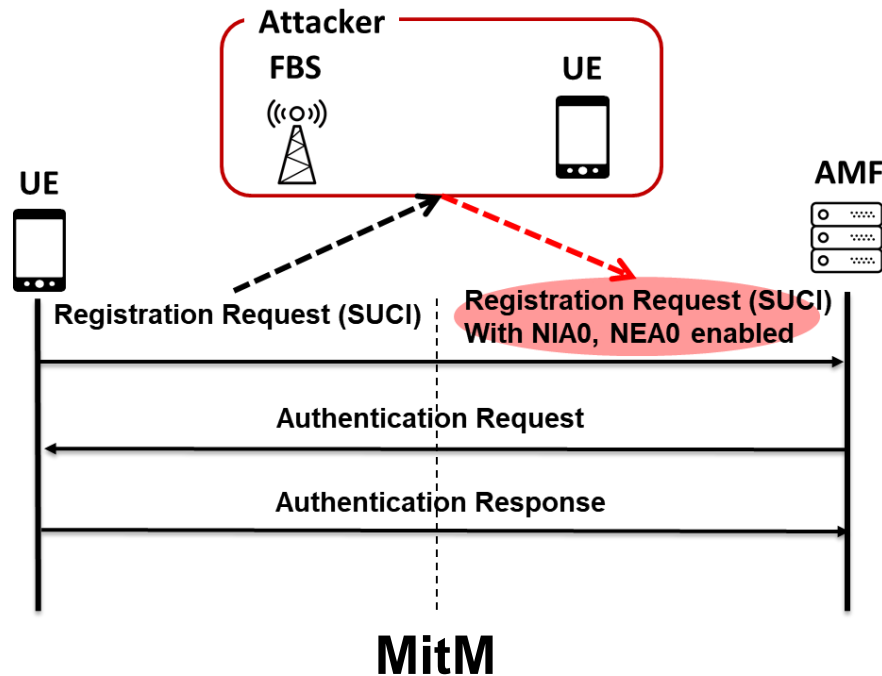 Attacker
FBS
UE
UE
AMF
Registration Request (SUCI)
Registration Request (SUCI)
With NIA0, NEA0 enabled
Authentication Request
Authentication Response
MitM